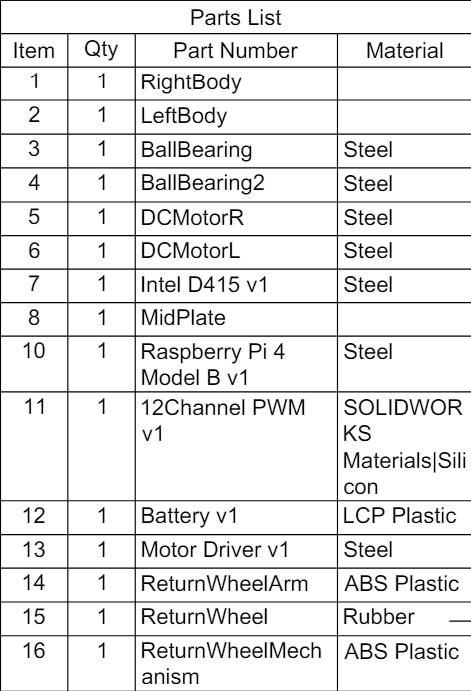 Parts List
Item Qty Part Number Material
1 1 RightBody
2 1 LeftBody
3 1 BallBearing Steel
4 1 BallBearing2 Steel
5 1 DCMotorR Steel
6 1 DCMotorL Steel
7 1 Intel D415 v1 Steel
8 1 MidPlate
10 1 Raspberry Pi 4 Steel
Model B v1
11 1 12Channel PWM SOLIDWOR
v1 KS
Materials|Sili
con
12 1 Battery v1 LCP Plastic
13 1 Motor Driver v1 Steel
14 1 ReturnWheelArm ABS Plastic
15 1 ReturnWheel Rubber
16 1 ReturnWheelMech ABS Plastic
anism